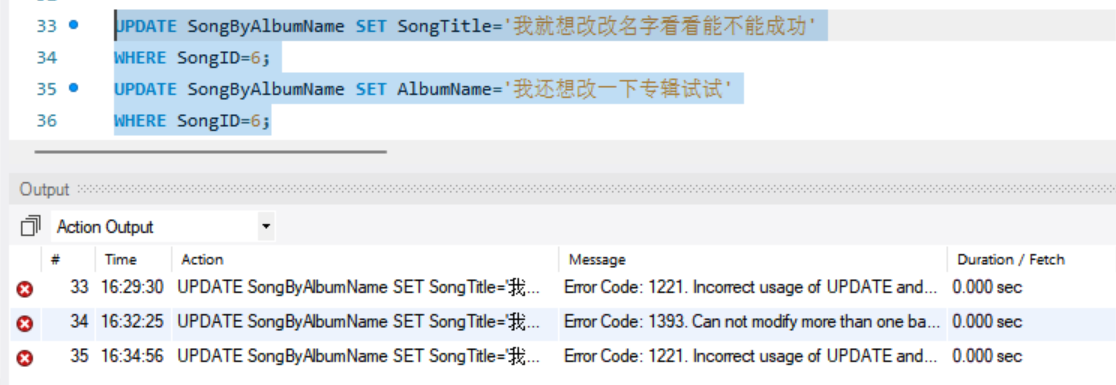 33 UPDATE SongByAlbumName SET SongTitle='我就想改改名字看看能不能成功'
34 WHERE SongID=6;
35 UPDATE SongByAlbumName SET AlbumName='我还想改一下专辑试试'
36 WHERE SongID=6;
Output
Action Output
# Time Action Message Duration / Fetch
33 16:29:30 UPDATE SongByAlbumName SET SongTitle='我... Error Code: 1221. Incorrect usage of UPDATE and... 0.000 sec
34 16:32:25 UPDATE SongByAlbumName SET SongTitle='我... Error Code: 1393. Can not modify more than one ba... 0.000 sec
35 16:34:56 UPDATE SongByAlbumName SET SongTitle='我... Error Code: 1221. Incorrect usage of UPDATE and... 0.000 sec